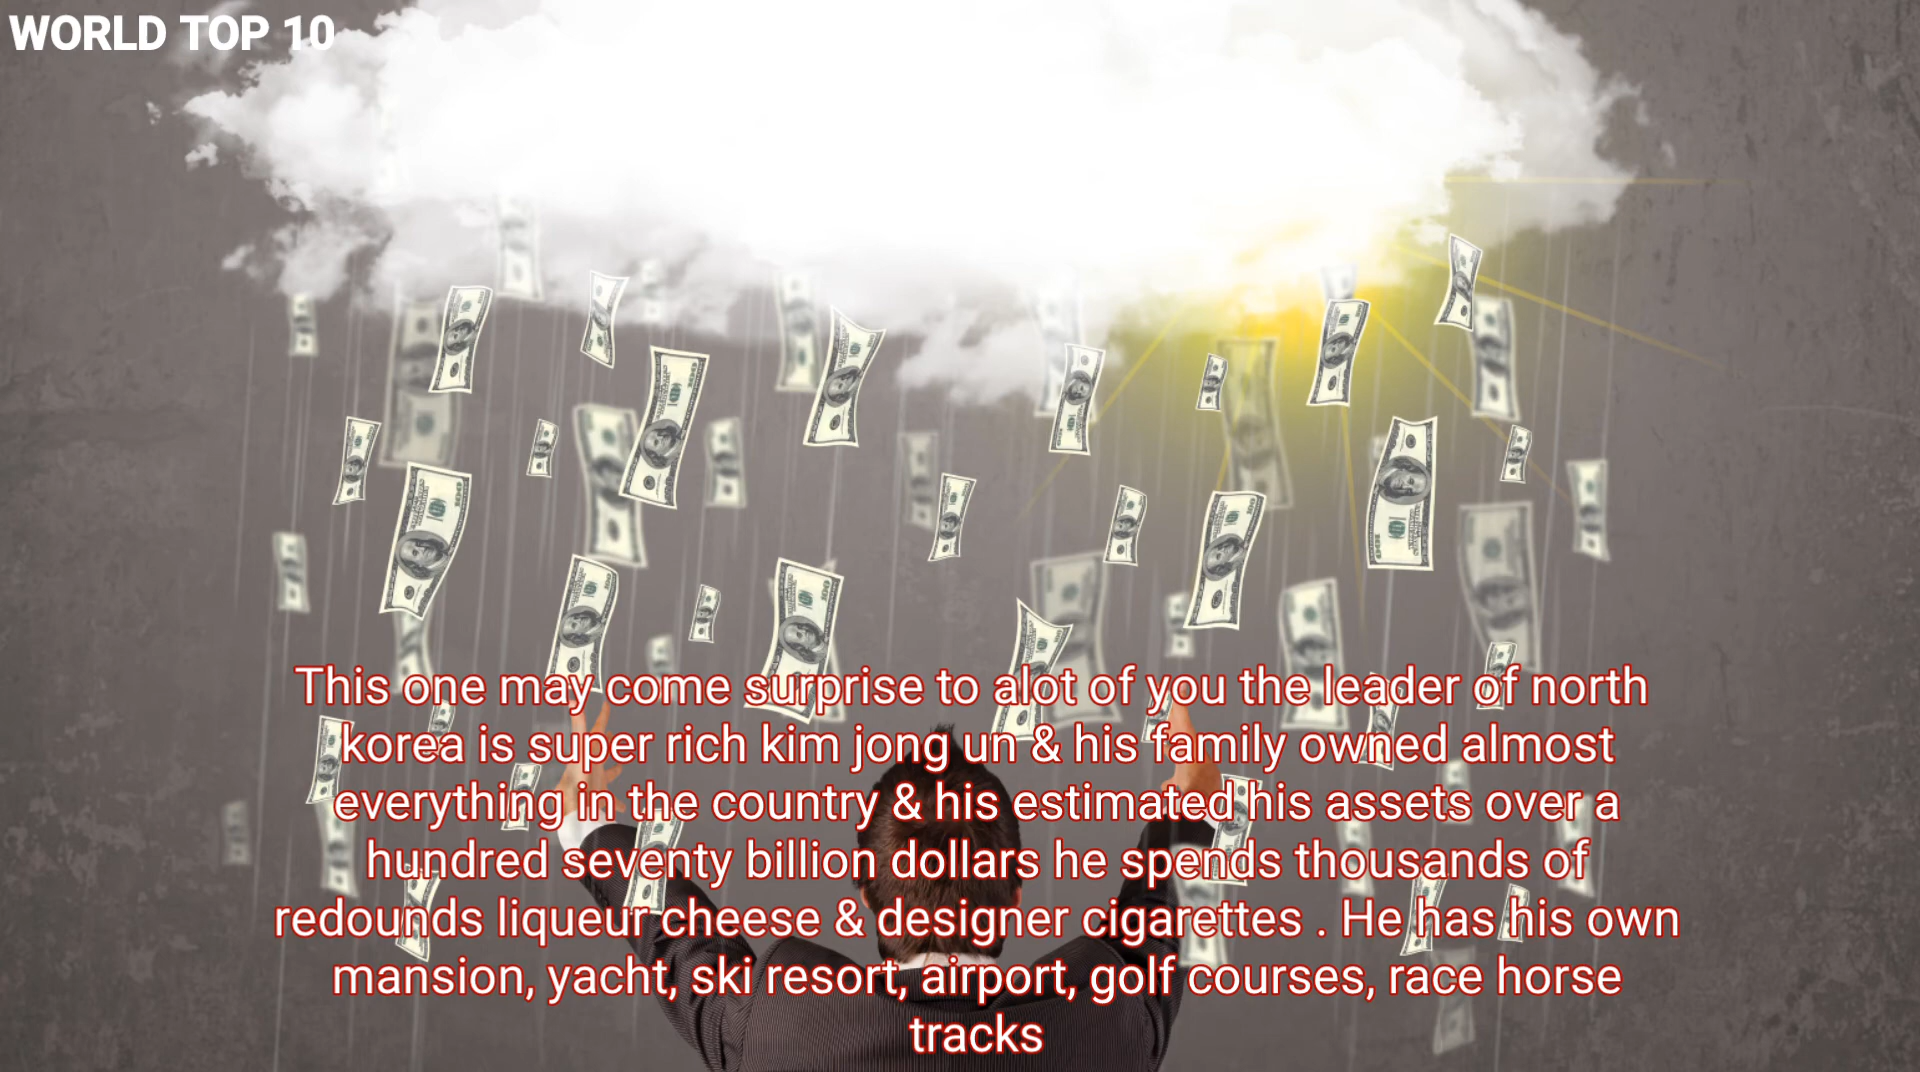 WORLD TOP 10
This one may come surprise to alot of you the leader of north
korea is super rich kim jong un & his family owned almost
everything in the country & his estimated his assets over a
hundred seventy billion dollars he spends thousands of
redounds liqueur cheese & designer cigarettes . He has his own
mansion, yacht, ski resort, airport, golf courses, race horse
tracks